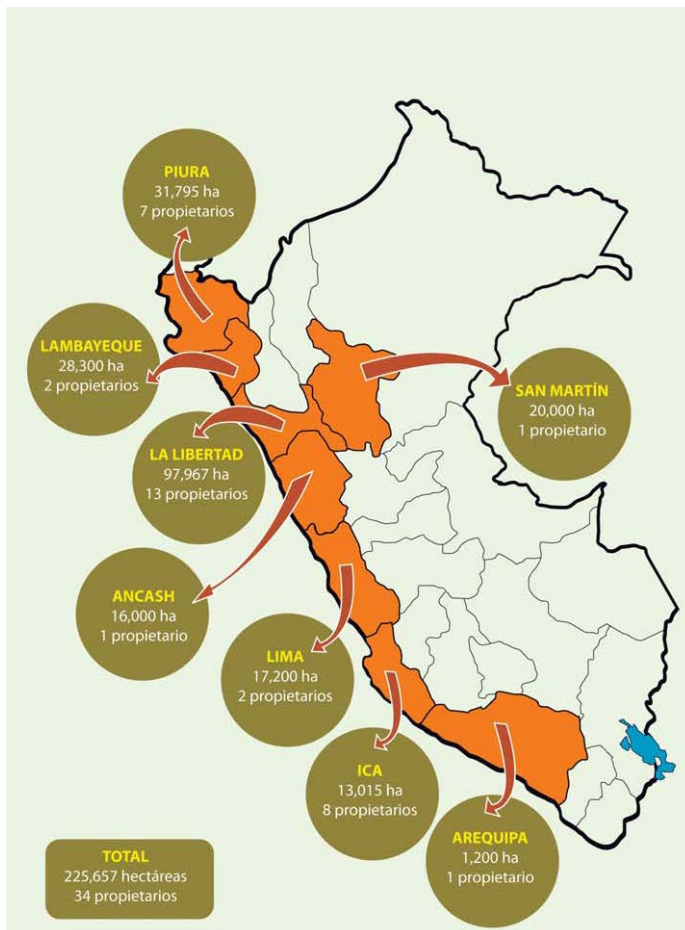 PIURA
31,795 ha
7 propietarios
LAMBAYEQUE
28,300 ha
2 propietarios
SAN MARTÍN
20,000 ha
1 propietario
LA LIBERTAD
97,967 ha
13 propietarios
ANCASH
16,000 ha
1 propietario
LIMA
17,200 ha
2 propietarios
ICA
13,015 ha
8 propietarios
AREQUIPA
1,200 ha
1 propietario
TOTAL
225,657 hectáreas
34 propietarios